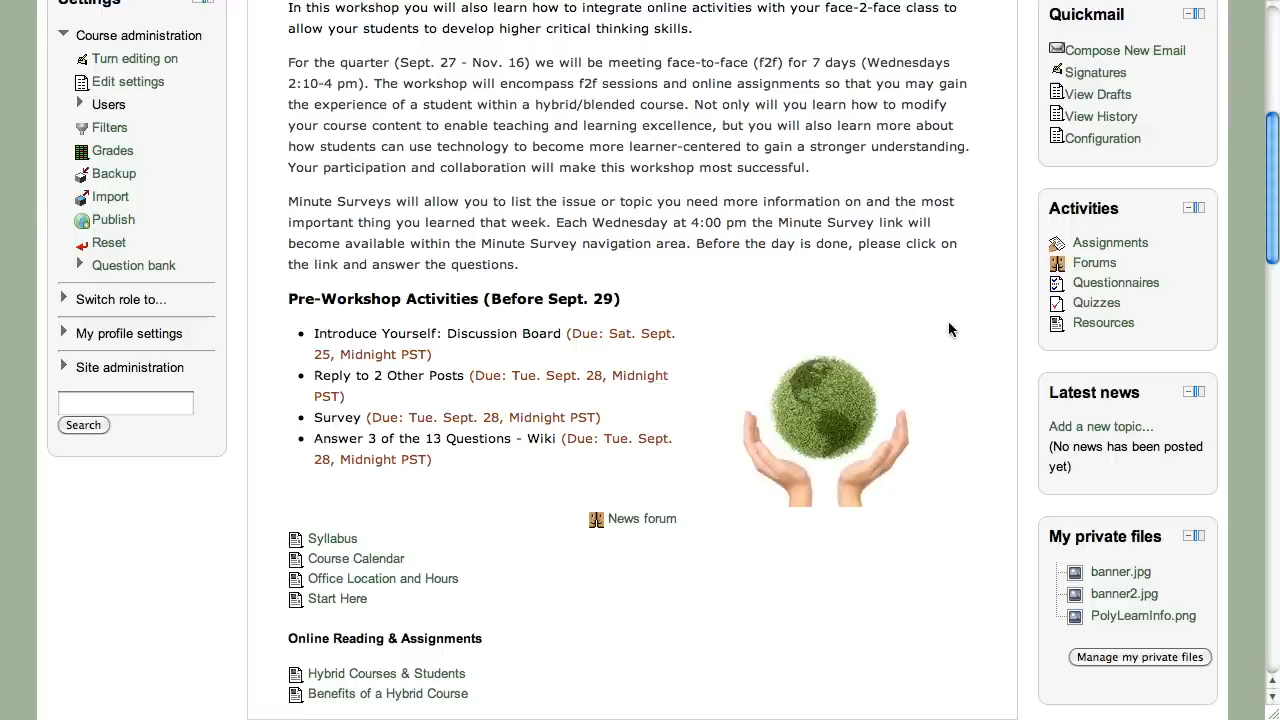 Settings
Course administration
Turn editing on
Edit settings
Users
Filters
Grades
Backup
Import
Publish
Reset
Question bank
Switch role to...
My profile settings
Site administration
Search
In this workshop you will also learn how to integrate online activities with your face-2-face class to
allow your students to develop higher critical thinking skills.
For the quarter (Sept. 27 - Nov. 16) we will be meeting face-to-face (f2f) for 7 days (Wednesdays
2:10-4 pm). The workshop will encompass f2f sessions and online assignments so that you may gain
the experience of a student within a hybrid/blended course. Not only will you learn how to modify
your course content to enable teaching and learning excellence, but you will also learn more about
how students can use technology to become more learner-centered to gain a stronger understanding.
Your participation and collaboration will make this workshop most successful.
Minute Surveys will allow you to list the issue or topic you need more information on and the most
important thing you learned that week. Each Wednesday at 4:00 pm the Minute Survey link will
become available within the Minute Survey navigation area. Before the day is done, please click on
the link and answer the questions.
Pre-Workshop Activities (Before Sept. 29)
• Introduce Yourself: Discussion Board (Due: Sat. Sept.
25, Midnight PST)
• Reply to 2 Other Posts (Due: Tue. Sept. 28, Midnight
PST)
• Survey (Due: Tue. Sept. 28, Midnight PST)
• Answer 3 of the 13 Questions - Wiki (Due: Tue. Sept.
28, Midnight PST)
News forum
Syllabus
Course Calendar
Office Location and Hours
Start Here
Online Reading & Assignments
Hybrid Courses & Students
Benefits of a Hybrid Course
Quickmail
Compose New Email
Signatures
View Drafts
View History
Configuration
Activities
Assignments
Forums
Questionnaires
Quizzes
Resources
Latest news
Add a new topic...
(No news has been posted
yet)
My private files
banner.jpg
banner2.jpg
PolyLearnInfo.png
Manage my private files